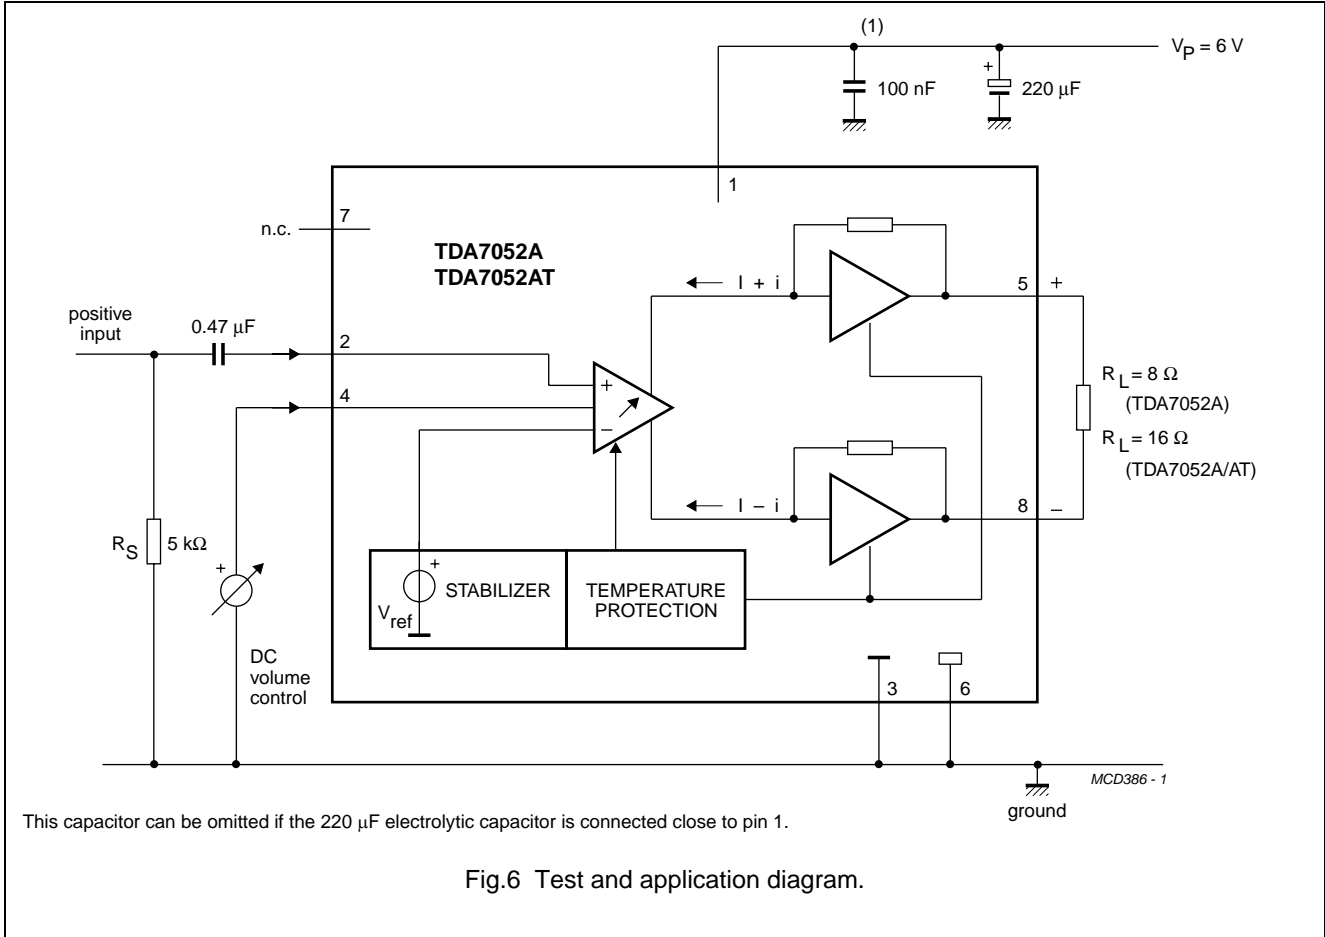 (1)
V_P = 6 V
100 nF
+
220 μF
1
7
n.c.
TDA7052A
TDA7052AT
I + i
5
+
positive
input
0.47 μF
2
+
4
−
R_L = 8 Ω
(TDA7052A)
R_L = 16 Ω
(TDA7052A/AT)
I − i
8
−
R_S
5 kΩ
+
+
V_ref
STABILIZER
TEMPERATURE
PROTECTION
DC
volume
control
3
6
MCD386 - 1
ground
This capacitor can be omitted if the 220 μF electrolytic capacitor is connected close to pin 1.
Fig.6 Test and application diagram.